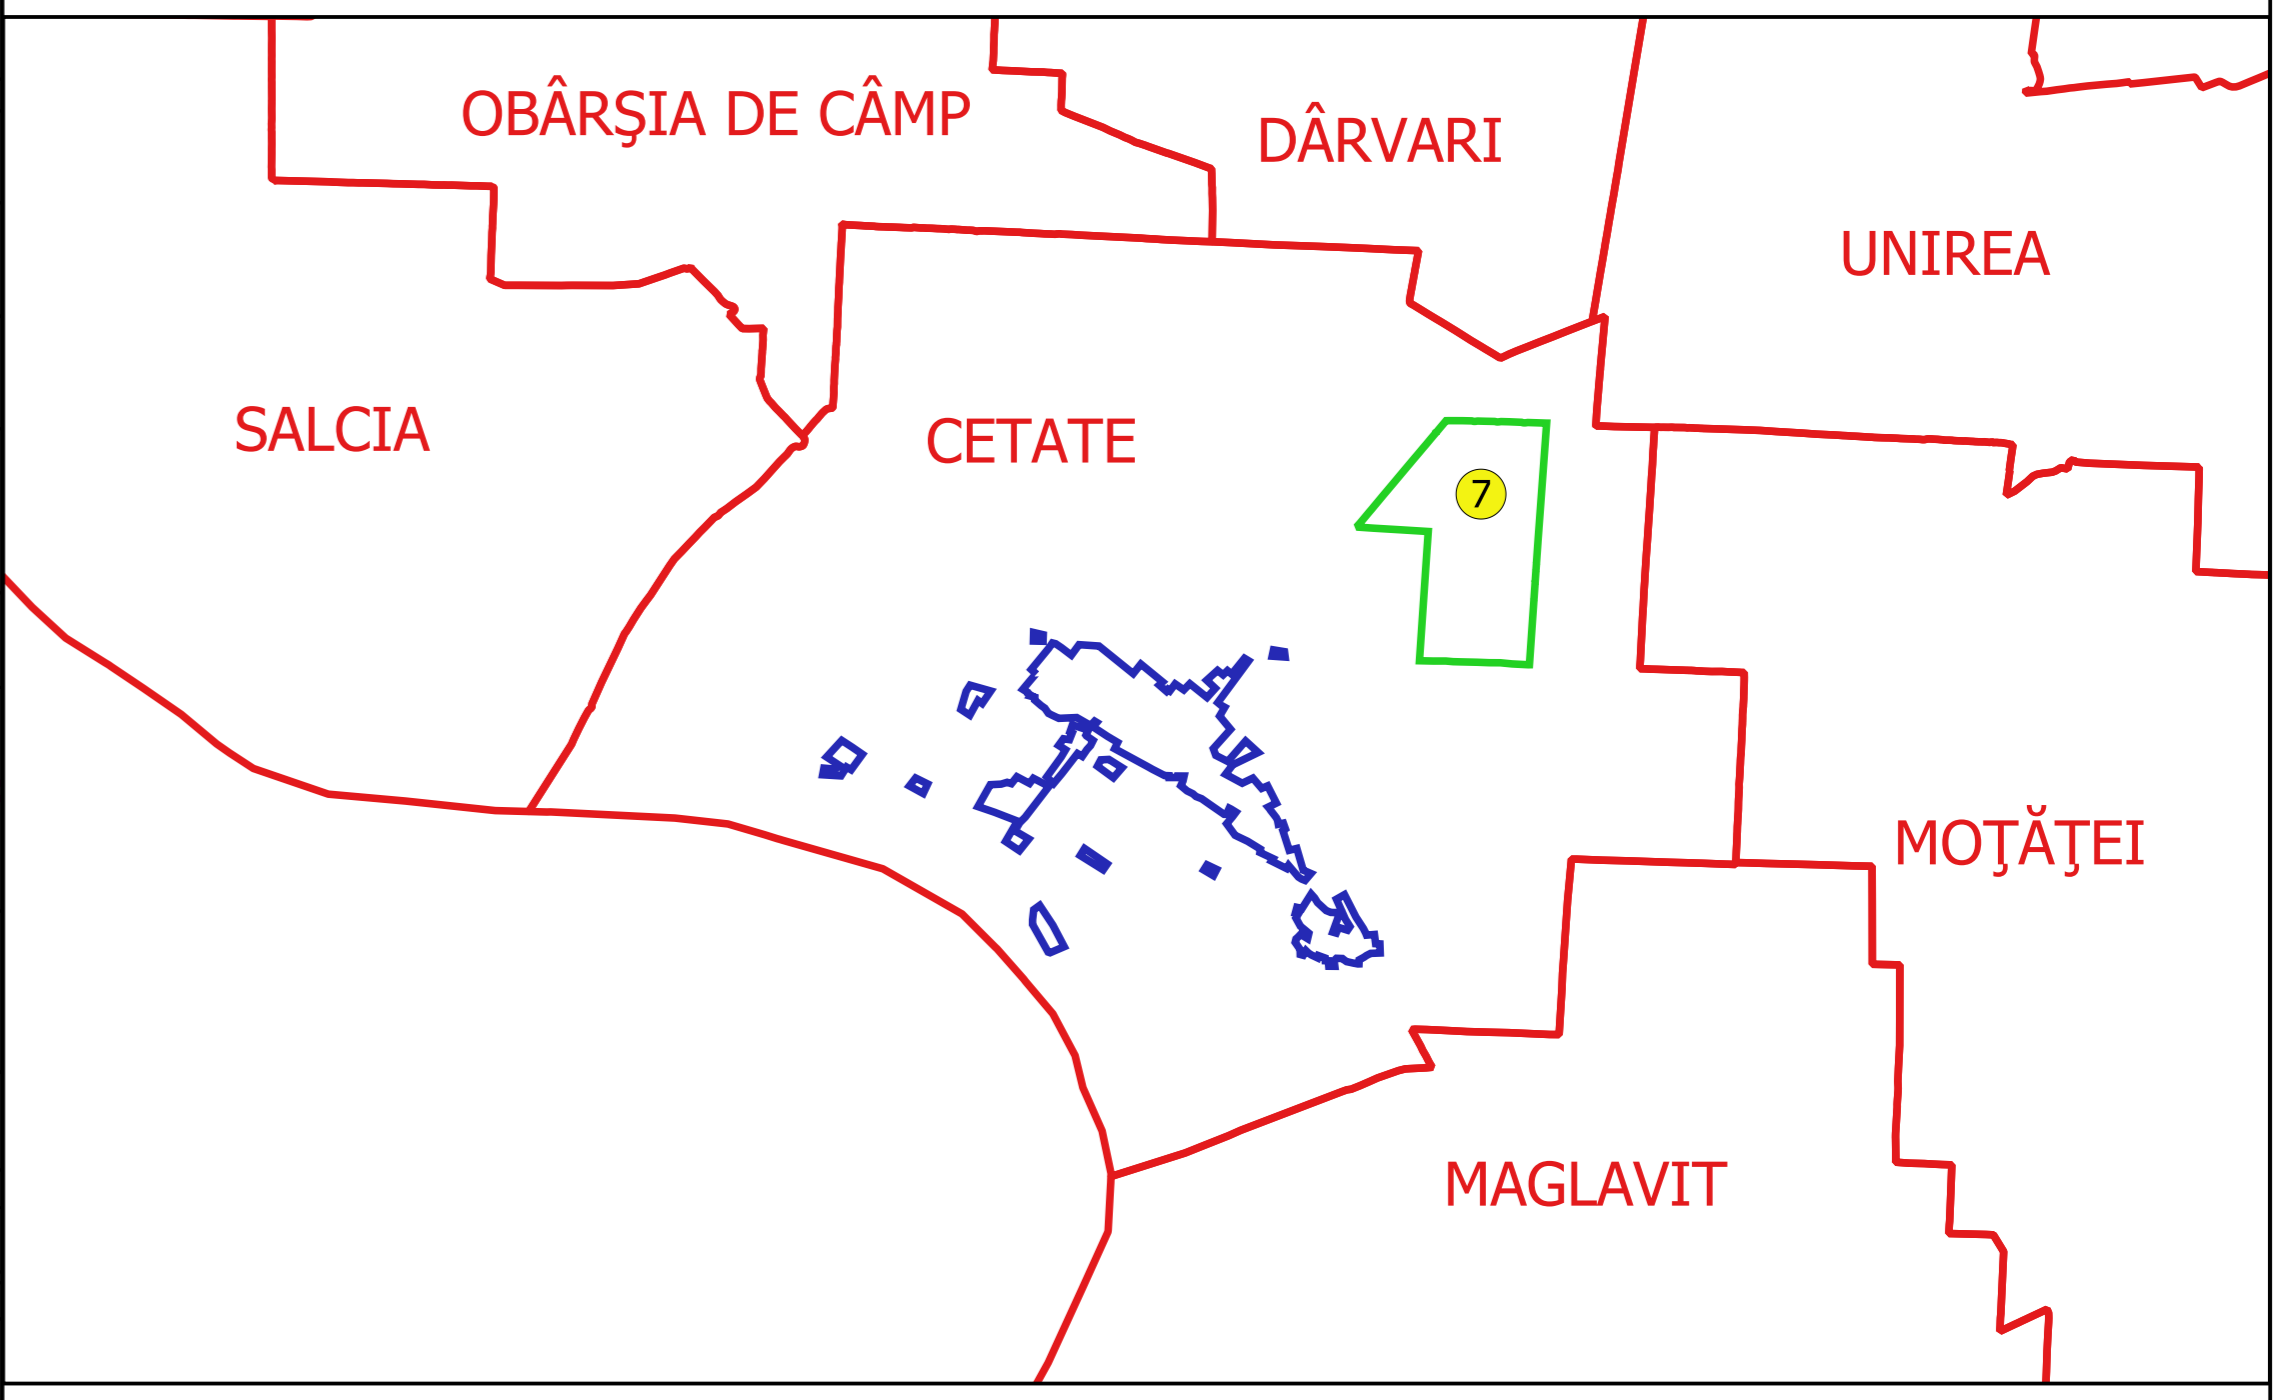 OBÂRŞIA DE CÂMP
DÂRVARI
UNIREA
SALCIA
CETATE
7
MOŢĂŢEI
MAGLAVIT